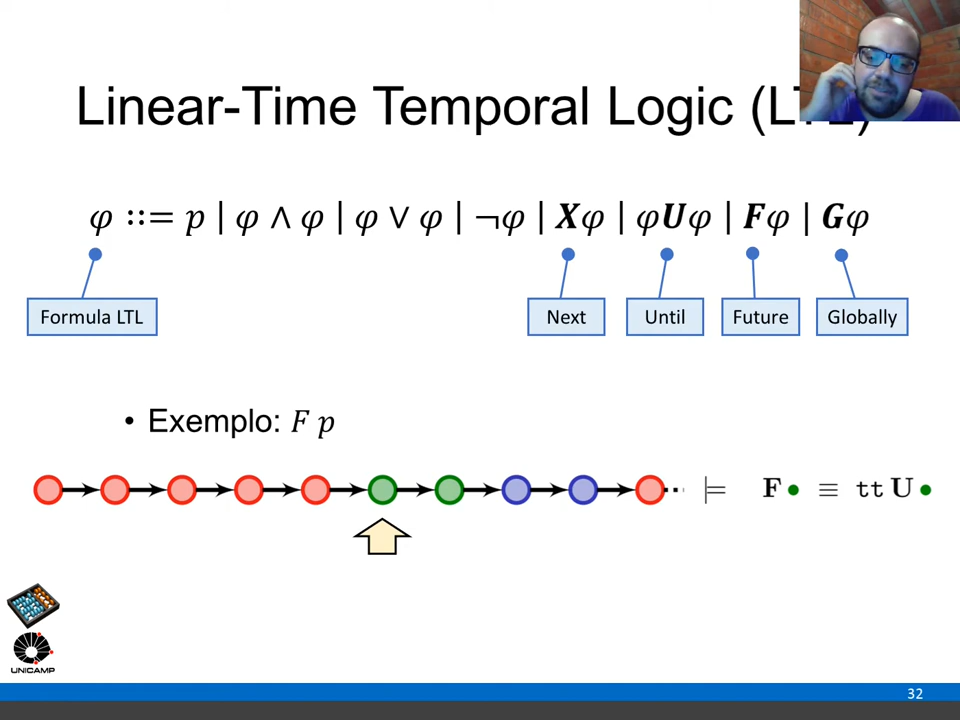 Linear-Time Temporal Logic (LTL)
φ ::= p | φ ∧ φ | φ ∨ φ | ¬φ | Xφ | φUφ | Fφ | Gφ
Formula LTL
Next
Until
Future
Globally
• Exemplo: F p
⊨ F● ≡ tt U●
UNICAMP
32